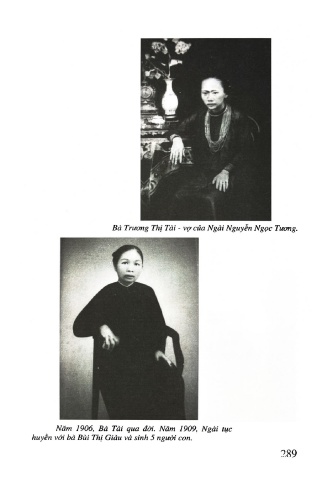 Bà Trương Thị Tài - vợ của Ngài Nguyễn Ngọc Tương.
Năm 1906, Bà Tài qua đời. Năm 1909, Ngài tục
huyền với bà Bùi Thị Giàu và sinh 5 người con.
289